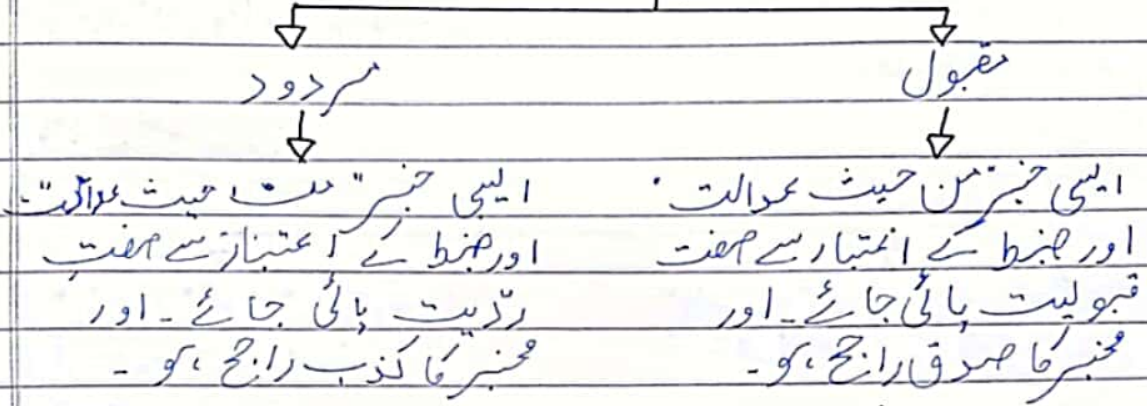 مقبول
مردود
ایسی خبر "من حیث عدالت"
اور ضبط کے اعتبار سے صفت
قبولیت پائی جائے۔ اور
مخبر کا صدق راجح ہو۔
ایسی خبر "من حیث عدالت"
اور ضبط کے اعتبار سے صفتِ
ردّیت پائی جائے۔ اور
مخبر کا کذب راجح ہو۔